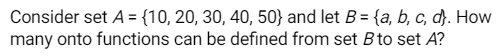 Consider set A = {10, 20, 30, 40, 50} and let B = {a, b, c, d}. How
many onto functions can be defined from set B to set A?